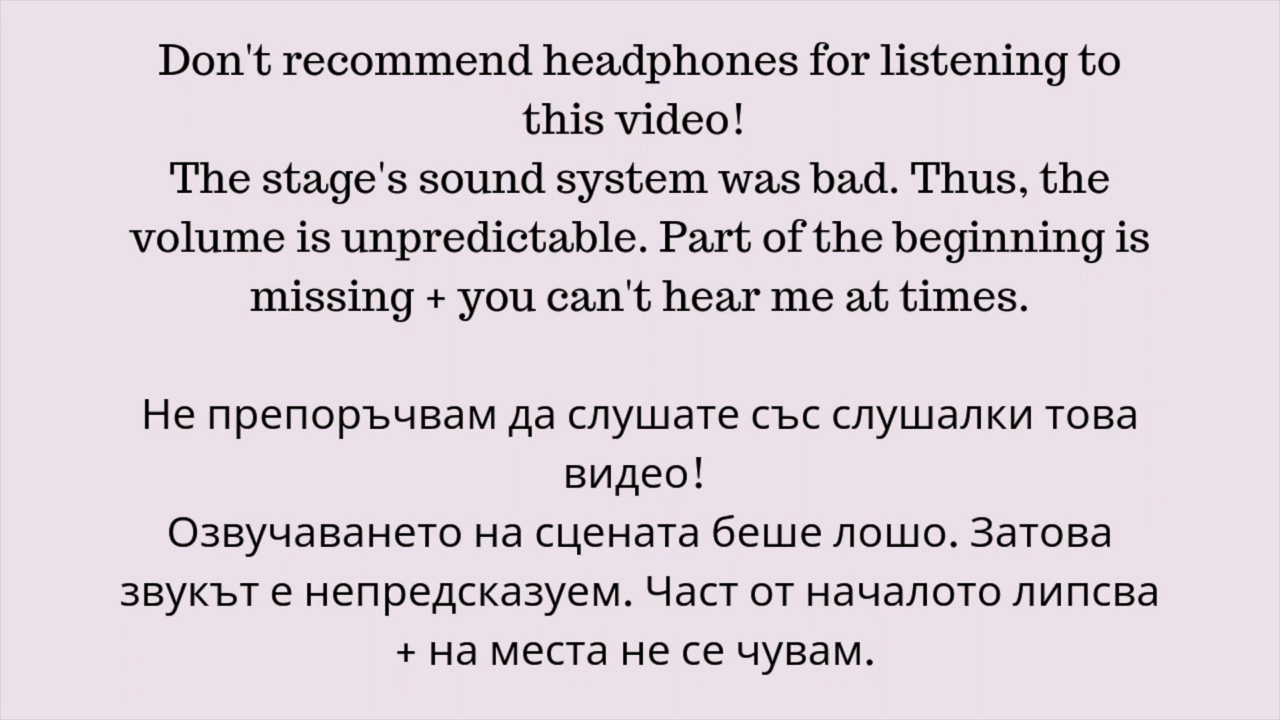 Don't recommend headphones for listening to
this video!
The stage's sound system was bad. Thus, the
volume is unpredictable. Part of the beginning is
missing + you can't hear me at times.
Не препоръчвам да слушате със слушалки това
видео!
Озвучаването на сцената беше лошо. Затова
звукът е непредсказуем. Част от началото липсва
+ на места не се чувам.